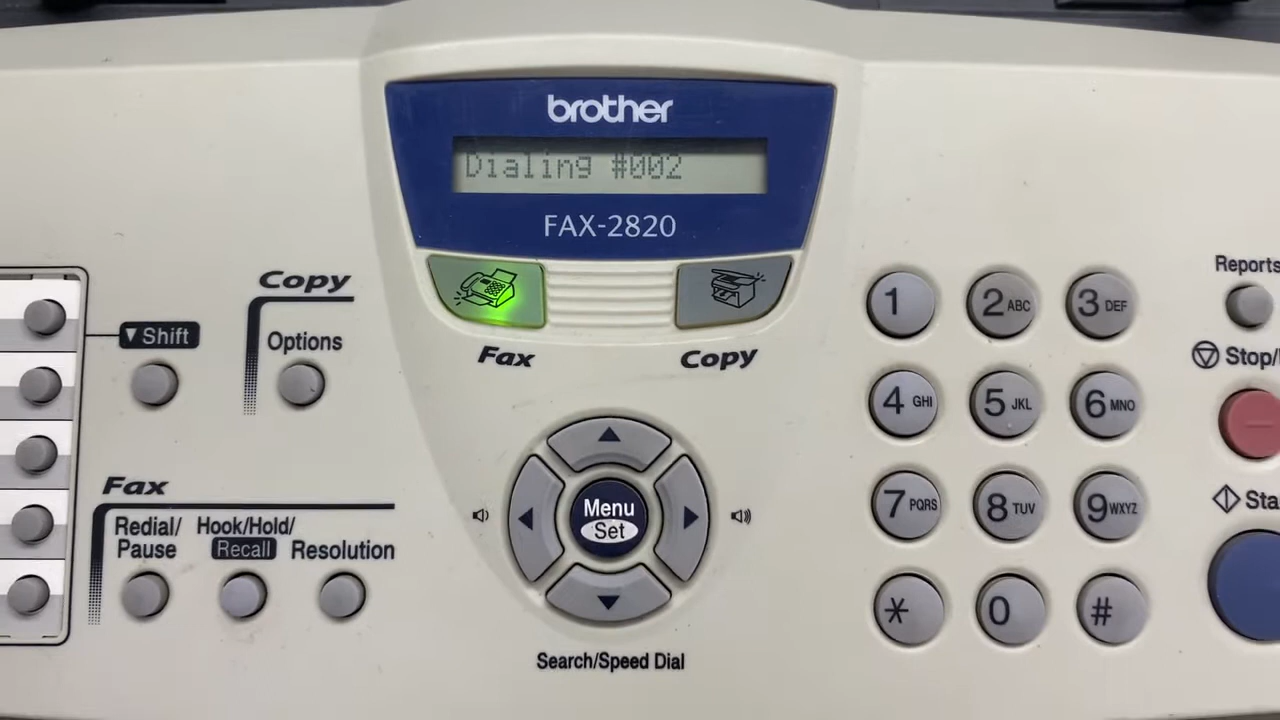 brother
Dialing #002
FAX-2820
Fax
Copy
Copy
Options
Shift
Fax
Redial/
Pause
Hook/Hold/
Recall
Resolution
Menu
Set
Search/Speed Dial
1
2 ABC
3 DEF
4 GHI
5 JKL
6 MNO
7 PQRS
8 TUV
9 WXYZ
*
0
#
Reports
Stop/
Sta